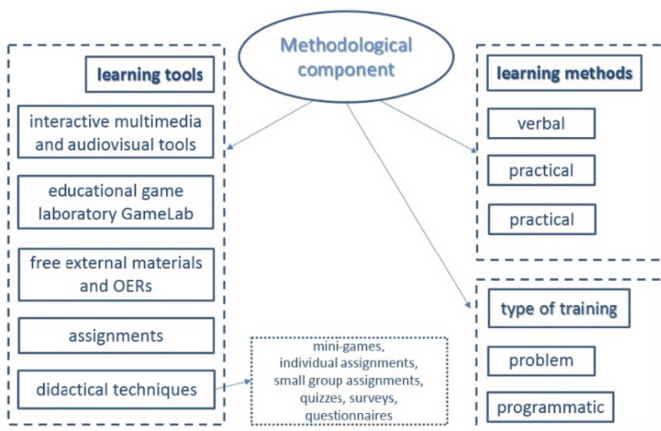 Methodological
component
learning tools
interactive multimedia
and audiovisual tools
educational game
laboratory GameLab
free external materials
and OERs
assignments
didactical techniques
mini-games,
individual assignments,
small group assignments,
quizzes, surveys,
questionnaires
learning methods
verbal
practical
practical
type of training
problem
programmatic